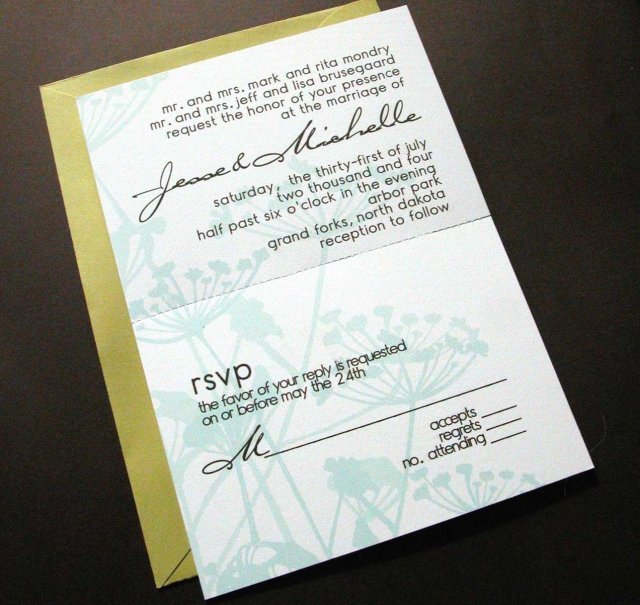 mr. and mrs. mark and rita mondry
mr. and mrs. jeff and lisa brusegaard
request the honor of your presence
at the marriage of
Jesse & Michelle
saturday, the thirty-first of july
two thousand and four
half past six o'clock in the evening
arbor park
grand forks, north dakota
reception to follow
rsvp
the favor of your reply is requested
on or before may the 24th
M
accepts
regrets
no. attending